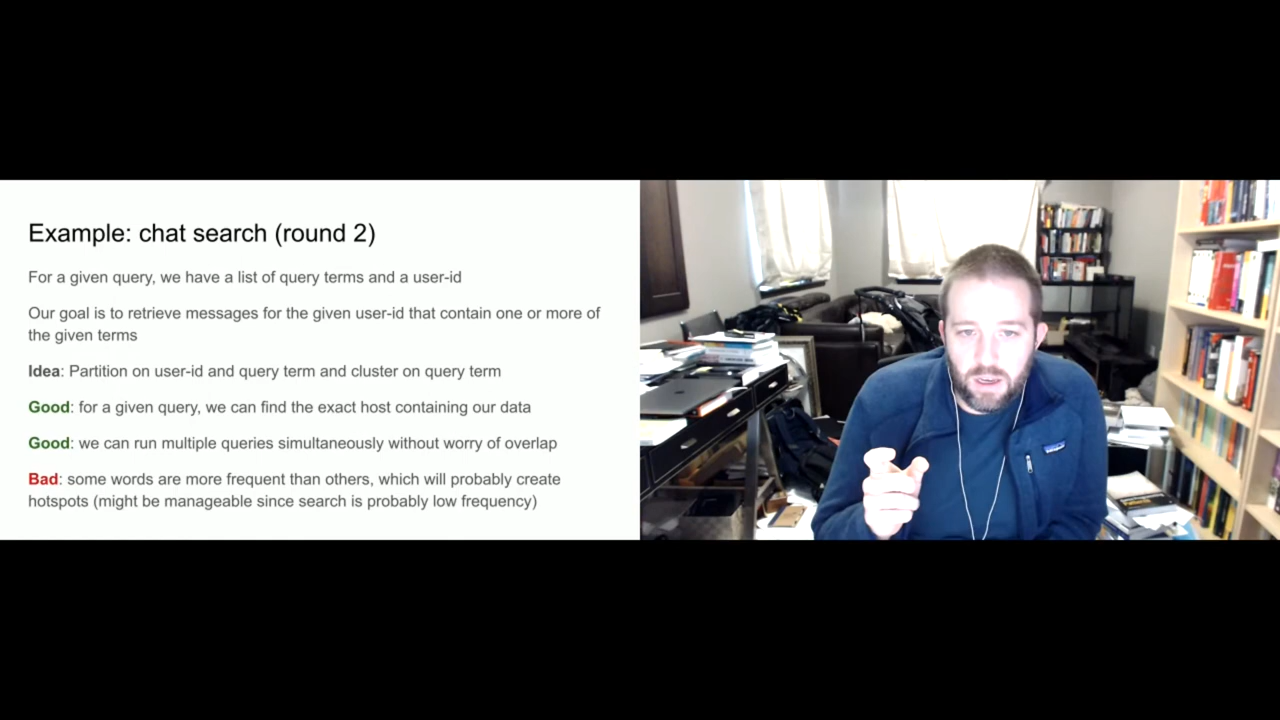 Example: chat search (round 2)
For a given query, we have a list of query terms and a user-id
Our goal is to retrieve messages for the given user-id that contain one or more of
the given terms
Idea: Partition on user-id and query term and cluster on query term
Good: for a given query, we can find the exact host containing our data
Good: we can run multiple queries simultaneously without worry of overlap
Bad: some words are more frequent than others, which will probably create
hotspots (might be manageable since search is probably low frequency)